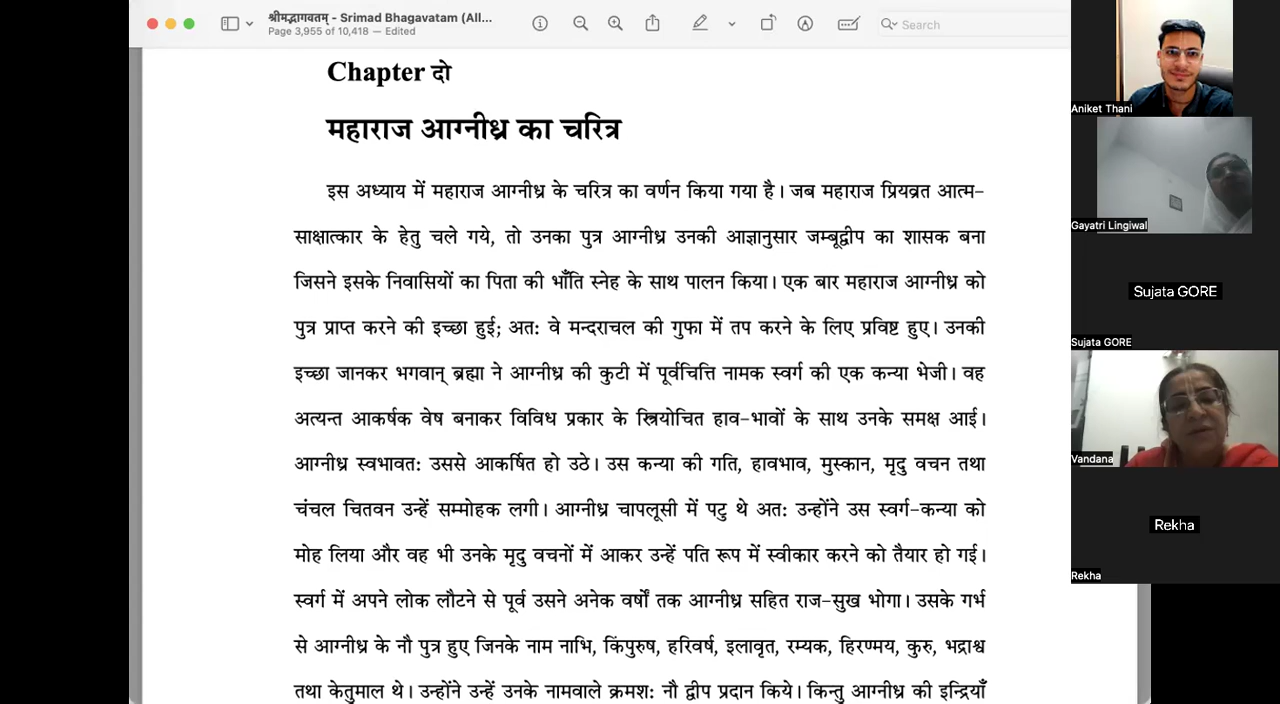 श्रीमद्भागवतम् - Srimad Bhagavatam (All...
Page 3,955 of 10,418 — Edited
Search
Chapter दो
महाराज आग्नीध्र का चरित्र
इस अध्याय में महाराज आग्नीध्र के चरित्र का वर्णन किया गया है। जब महाराज प्रियव्रत आत्म-
साक्षात्कार के हेतु चले गये, तो उनका पुत्र आग्नीध्र उनकी आज्ञानुसार जम्बूद्वीप का शासक बना
जिसने इसके निवासियों का पिता की भाँति स्नेह के साथ पालन किया। एक बार महाराज आग्नीध्र को
पुत्र प्राप्त करने की इच्छा हुई; अतः वे मन्दराचल की गुफा में तप करने के लिए प्रविष्ट हुए। उनकी
इच्छा जानकर भगवान् ब्रह्मा ने आग्नीध्र की कुटी में पूर्वचित्ति नामक स्वर्ग की एक कन्या भेजी। वह
अत्यन्त आकर्षक वेष बनाकर विविध प्रकार के स्त्रियोचित हाव-भावों के साथ उनके समक्ष आई।
आग्नीध्र स्वभावतः उससे आकर्षित हो उठे। उस कन्या की गति, हावभाव, मुस्कान, मृदु वचन तथा
चंचल चितवन उन्हें सम्मोहक लगी। आग्नीध्र चापलूसी में पटु थे अतः उन्होंने उस स्वर्ग-कन्या को
मोह लिया और वह भी उनके मृदु वचनों में आकर उन्हें पति रूप में स्वीकार करने को तैयार हो गई।
स्वर्ग में अपने लोक लौटने से पूर्व उसने अनेक वर्षों तक आग्नीध्र सहित राज-सुख भोगा। उसके गर्भ
से आग्नीध्र के नौ पुत्र हुए जिनके नाम नाभि, किंपुरुष, हरिवर्ष, इलावृत, रम्यक, हिरण्मय, कुरु, भद्राश्व
तथा केतुमाल थे। उन्होंने उन्हें उनके नामवाले क्रमशः नौ द्वीप प्रदान किये। किन्तु आग्नीध्र की इन्द्रियाँ
Aniket Thani
Gayatri Lingiwal
Sujata GORE
Sujata GORE
Vandana
Rekha
Rekha